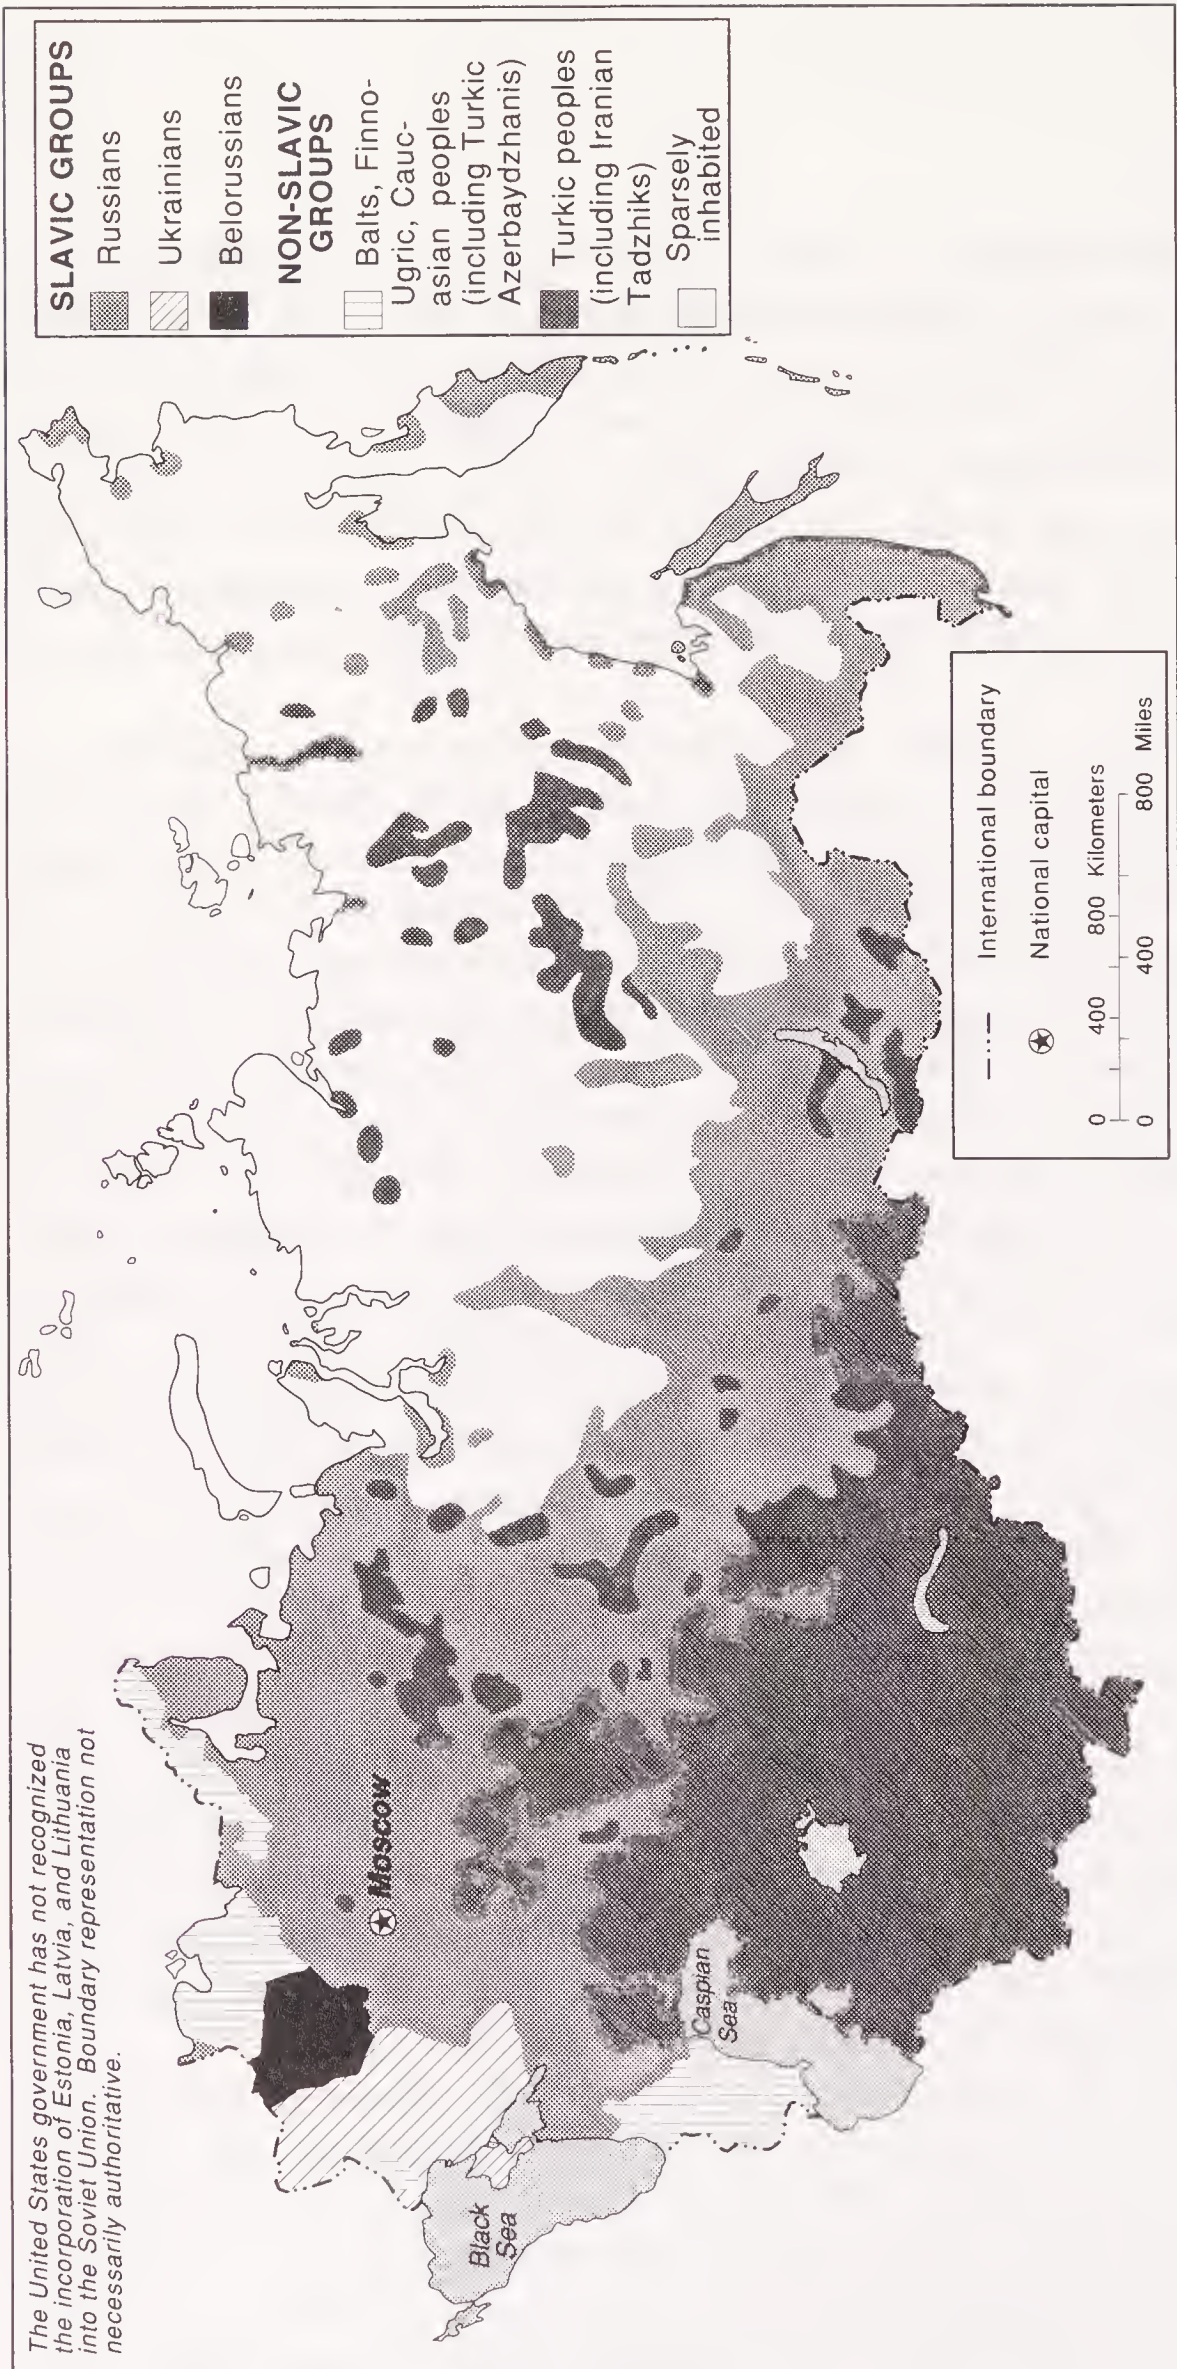 The United States government has not recognized
the incorporation of Estonia, Latvia, and Lithuania
into the Soviet Union. Boundary representation not
necessarily authoritative.
SLAVIC GROUPS
Russians
Ukrainians
Belorussians
NON-SLAVIC
GROUPS
Balts, Finno-
Ugric, Cauc-
asian peoples
(including Turkic
Azerbaydzhanis)
Turkic peoples
(including Iranian
Tadzhiks)
Sparsely
inhabited
Moscow
Black
Sea
Caspian
Sea
International boundary
National capital
0 400 800 Kilometers
0 400 800 Miles